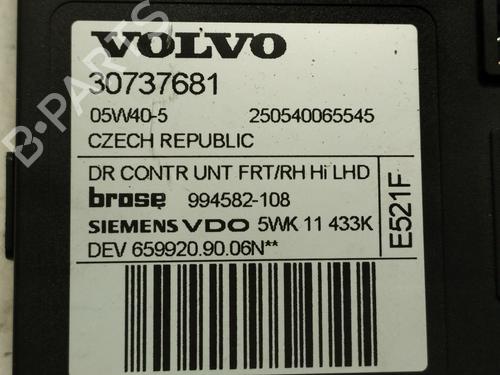 VOLVO
30737681
05W40-5 250540065545
CZECH REPUBLIC
DR CONTR UNT FRT/RH Hi LHD
brose 994582-108
SIEMENS VDO 5WK 11 433K
DEV 659920.90.06N**
E521F
B-PARTS